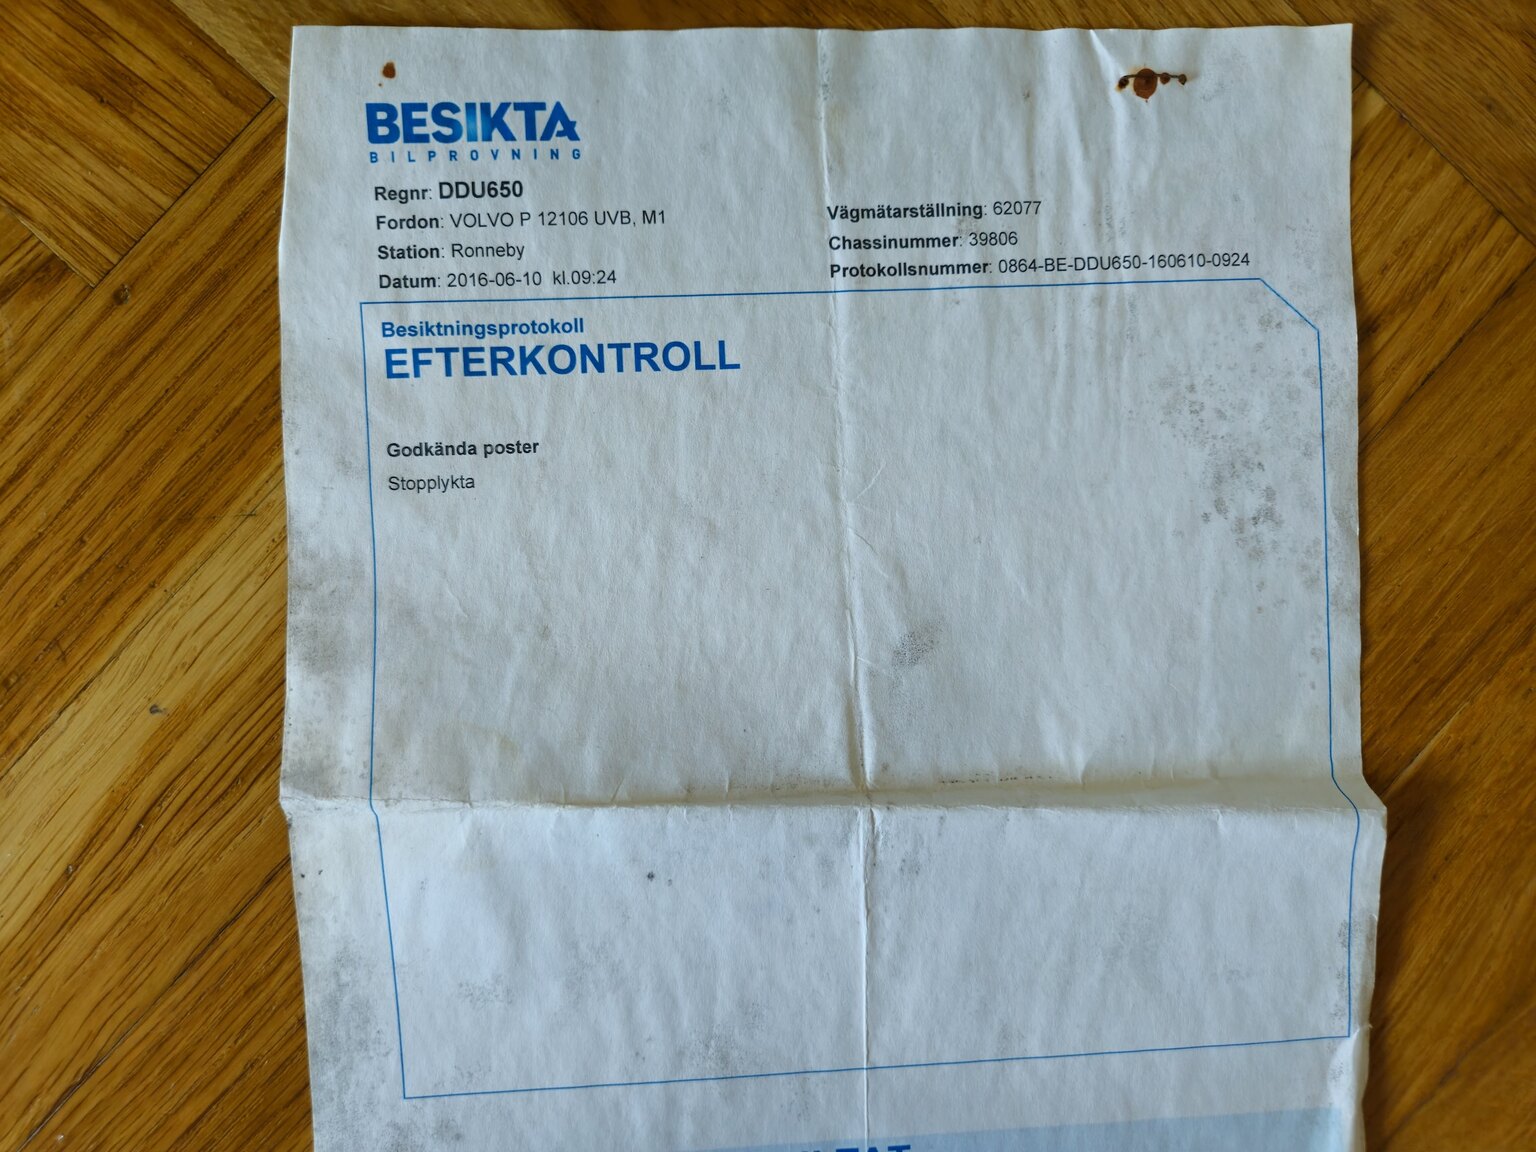 BESIKTA
BILPROVNING
Regnr: DDU650
Fordon: VOLVO P 12106 UVB, M1
Station: Ronneby
Datum: 2016-06-10 kl.09:24
Vägmätarställning: 62077
Chassinummer: 39806
Protokollsnummer: 0864-BE-DDU650-160610-0924
Besiktningsprotokoll
EFTERKONTROLL
Godkända poster
Stopplykta